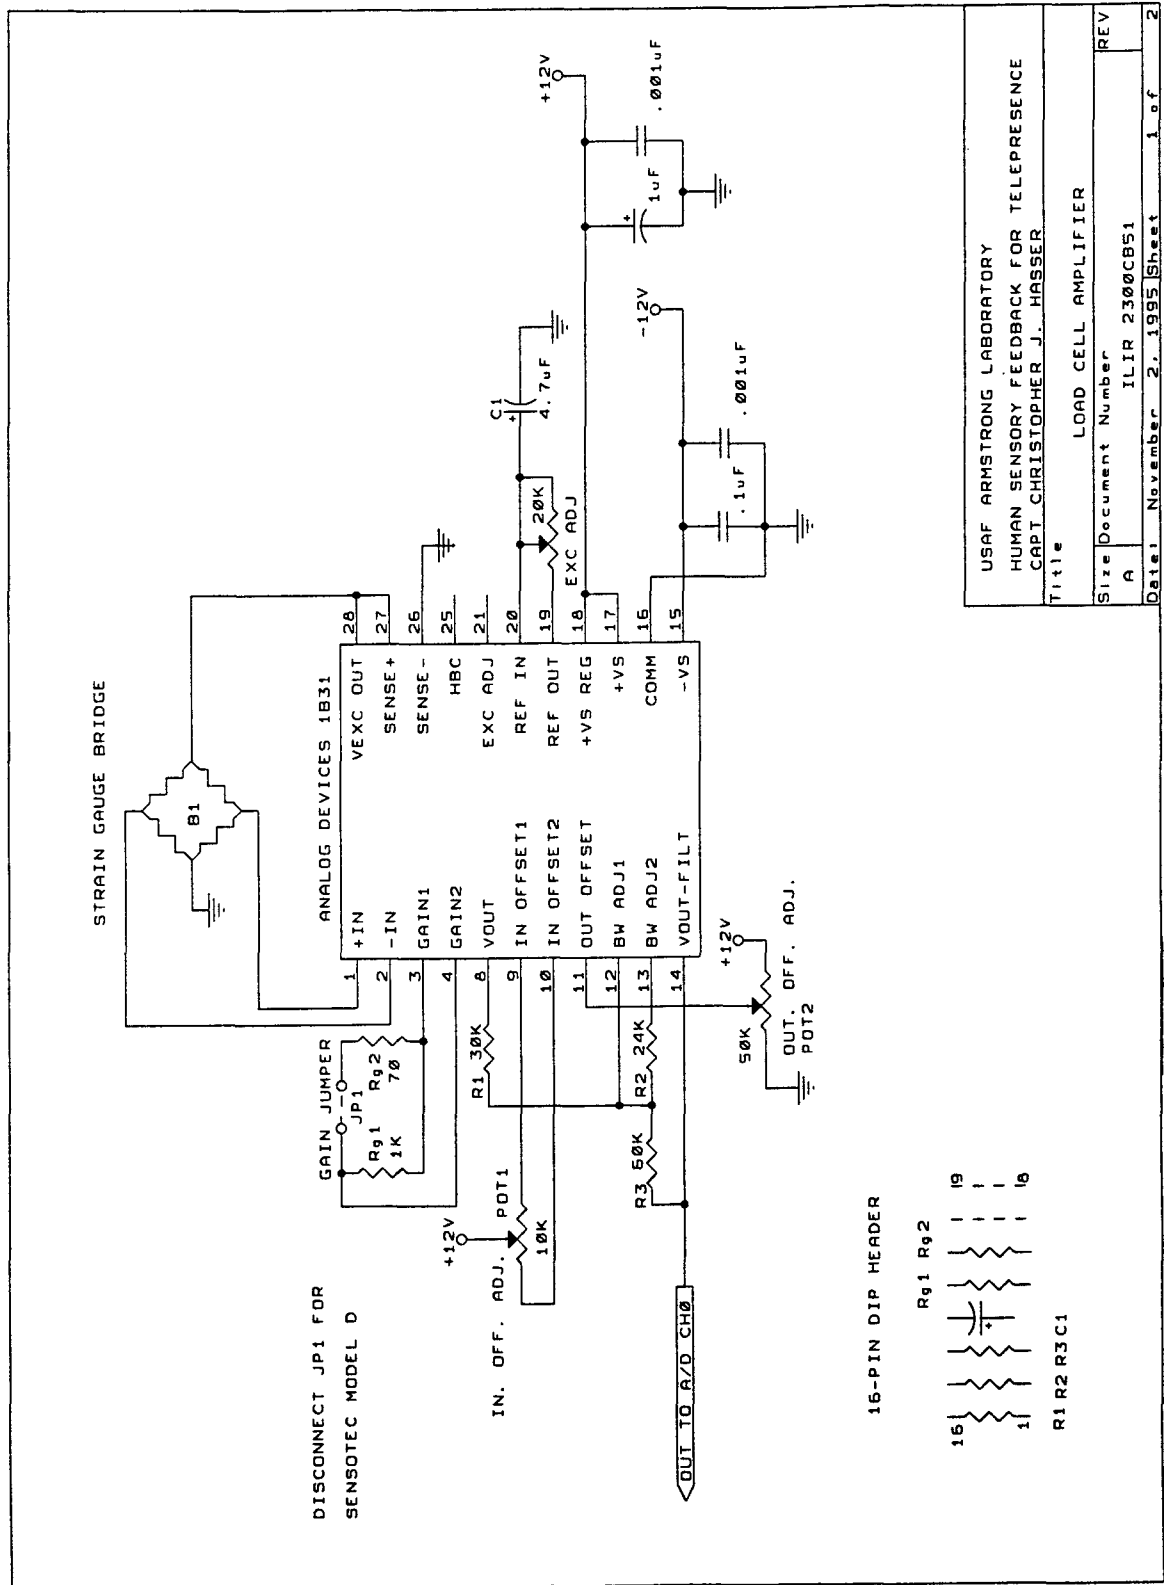 STRAIN GAUGE BRIDGE
B1
ANALOG DEVICES 1B31
1 +IN
2 -IN
3 GAIN1
4 GAIN2
8 VOUT
9 IN OFFSET1
10 IN OFFSET2
11 OUT OFFSET
12 BW ADJ1
13 BW ADJ2
14 VOUT-FILT
VEXC OUT 28
SENSE+ 27
SENSE- 26
HBC 25
EXC ADJ 21
REF IN 20
REF OUT 19
+VS REG 18
+VS 17
COMM 16
-VS 15
DISCONNECT JP1 FOR
SENSOTEC MODEL D
GAIN JUMPER
JP1
Rg1
1K
Rg2
70
+12V
IN. OFF. ADJ. POT1
10K
R1 30K
R2 24K
R3 60K
OUT TO A/D CH0
+12V
50K
OUT. OFF. ADJ.
POT2
C1
+
4.7uF
20K
EXC ADJ
+12V
+
1uF
.001uF
-12V
.1uF
.001uF
16-PIN DIP HEADER
Rg1 Rg2
16
19
+
1
18
R1 R2 R3 C1
USAF ARMSTRONG LABORATORY
HUMAN SENSORY FEEDBACK FOR TELEPRESENCE
CAPT CHRISTOPHER J. HASSER
Title
LOAD CELL AMPLIFIER
Size Document Number REV
A ILIR 2300CB51
Date: November 2, 1995 Sheet 1 of 2